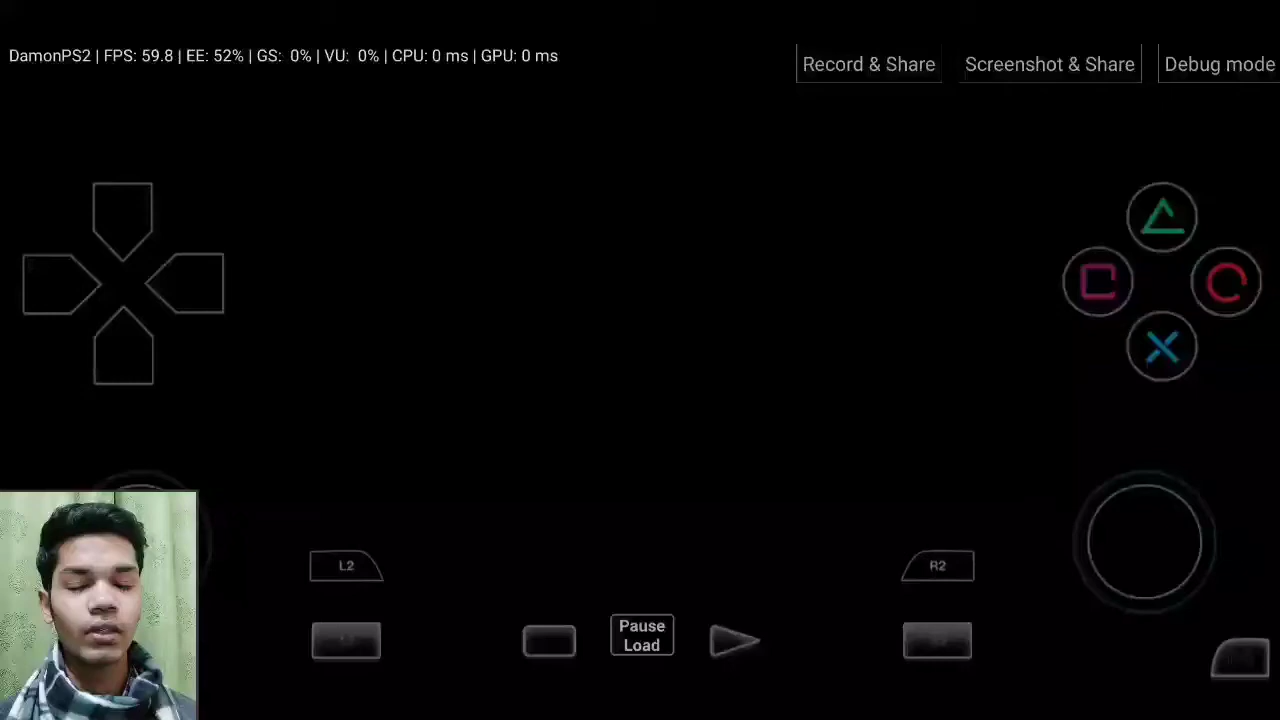 DamonPS2 | FPS: 59.8 | EE: 52% | GS: 0% | VU: 0% | CPU: 0 ms | GPU: 0 ms
Record & Share
Screenshot & Share
Debug mode
L2
R2
Pause
Load